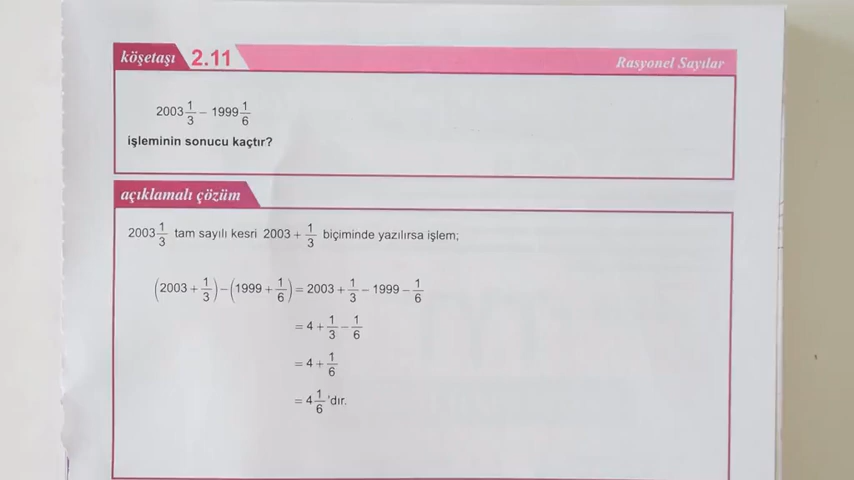 köşetaşı 2.11 Rasyonel Sayılar
2003 1/3 − 1999 1/6
işleminin sonucu kaçtır?
açıklamalı çözüm
2003 1/3 tam sayılı kesri 2003 + 1/3 biçiminde yazılırsa işlem;
(2003 + 1/3) − (1999 + 1/6) = 2003 + 1/3 − 1999 − 1/6
= 4 + 1/3 − 1/6
= 4 + 1/6
= 4 1/6 'dır.